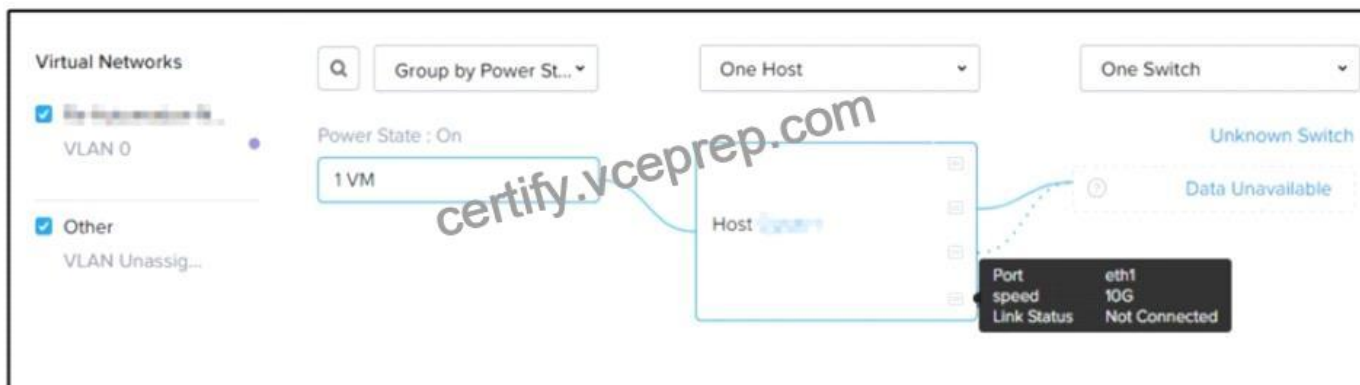 Virtual Networks
VLAN 0
Other
VLAN Unassig...
Group by Power St...
One Host
One Switch
Power State : On
1 VM
Host
Unknown Switch
Data Unavailable
Port eth1
speed 10G
Link Status Not Connected
certify.vceprep.com